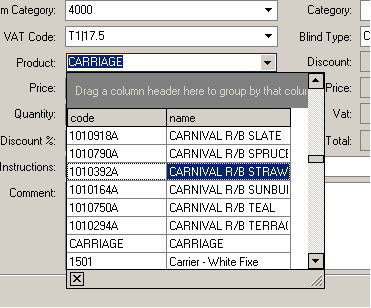 m Category: 4000 Category:
VAT Code: T1|17.5 Blind Type: C
Product: CARRIAGE Discount:
Price: Drag a column header here to group by that colu Price:
Quantity: code name Vat:
1010918A CARNIVAL R/B SLATE
Discount %: 1010790A CARNIVAL R/B SPRUCE Total:
Instructions: 1010392A CARNIVAL R/B STRAW
Comment: 1010164A CARNIVAL R/B SUNBU
1010750A CARNIVAL R/B TEAL
1010294A CARNIVAL R/B TERRA
CARRIAGE CARRIAGE
1501 Carrier - White Fixe